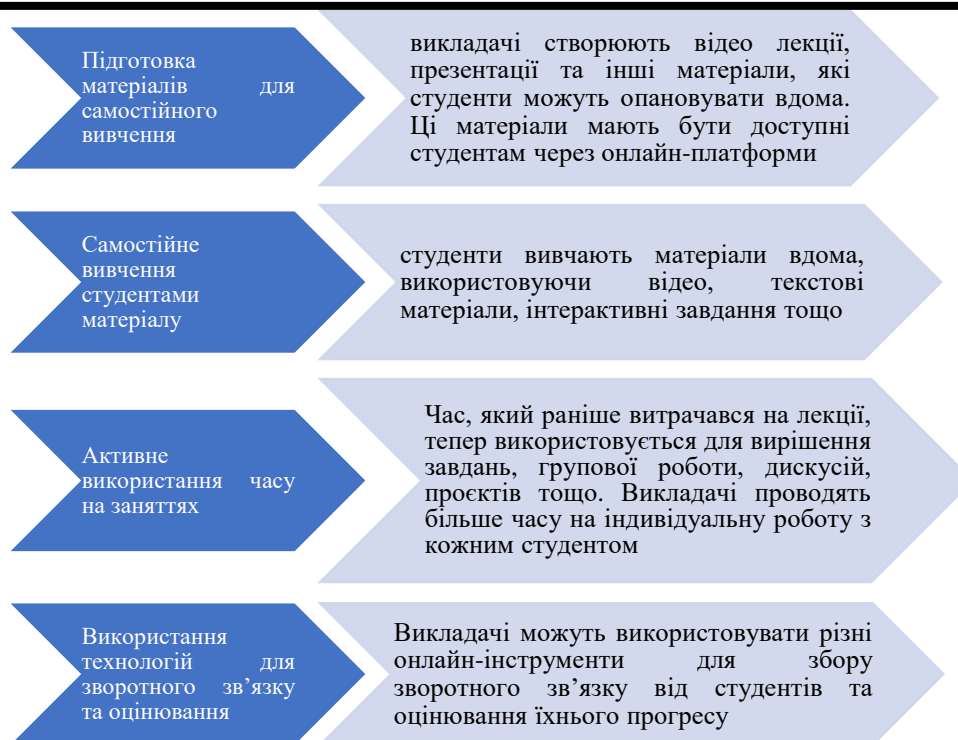 Підготовка
матеріалів для
самостійного
вивчення
викладачі створюють відео лекції,
презентації та інші матеріали, які
студенти можуть опановувати вдома.
Ці матеріали мають бути доступні
студентам через онлайн-платформи
Самостійне
вивчення
студентами
матеріалу
студенти вивчають матеріали вдома,
використовуючи відео, текстові
матеріали, інтерактивні завдання тощо
Активне
використання часу
на заняттях
Час, який раніше витрачався на лекції,
тепер використовується для вирішення
завдань, групової роботи, дискусій,
проєктів тощо. Викладачі проводять
більше часу на індивідуальну роботу з
кожним студентом
Використання
технологій для
зворотного зв’язку
та оцінювання
Викладачі можуть використовувати різні
онлайн-інструменти для збору
зворотного зв’язку від студентів та
оцінювання їхнього прогресу